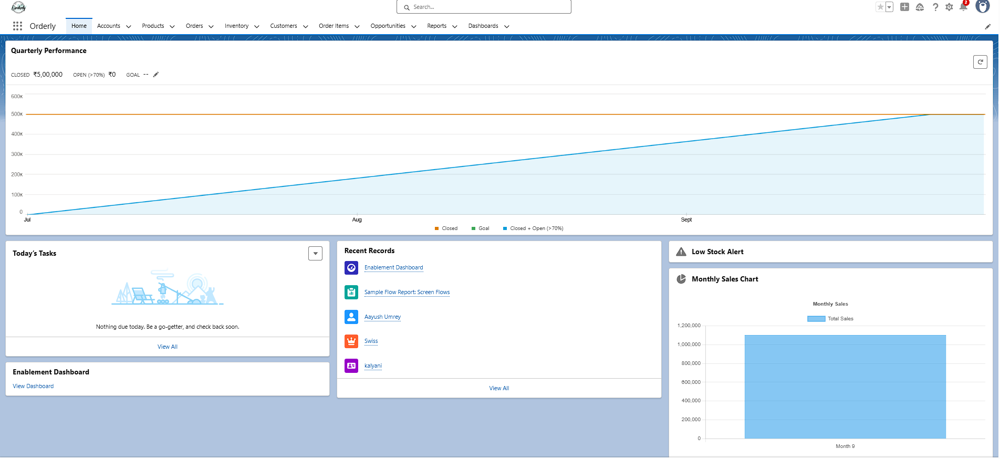 Orderly
Search...
2
Orderly
Home
Accounts
Products
Orders
Inventory
Customers
Order Items
Opportunities
Reports
Dashboards
Quarterly Performance
CLOSED ₹5,00,000 OPEN (>70%) ₹0 GOAL --
600K
500K
400K
300K
200K
100K
0
Jul
Aug
Sept
Closed
Goal
Closed + Open (>70%)
Today's Tasks
Nothing due today. Be a go-getter, and check back soon.
View All
Enablement Dashboard
View Dashboard
Recent Records
Enablement Dashboard
Sample Flow Report: Screen Flows
Aayush Umrey
Swiss
kalyani
View All
Low Stock Alert
Monthly Sales Chart
Monthly Sales
Total Sales
1,200,000
1,000,000
800,000
600,000
400,000
200,000
0
Month 9